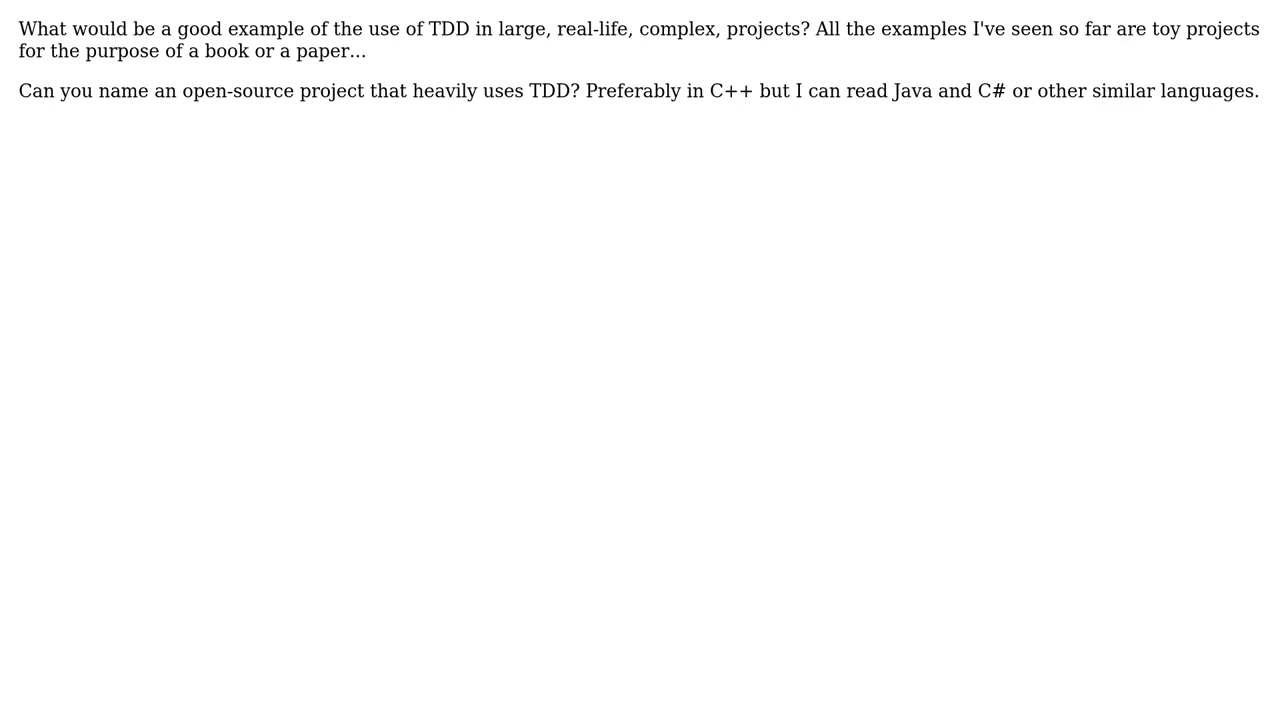 What would be a good example of the use of TDD in large, real-life, complex, projects? All the examples I've seen so far are toy projects
for the purpose of a book or a paper...
Can you name an open-source project that heavily uses TDD? Preferably in C++ but I can read Java and C# or other similar languages.